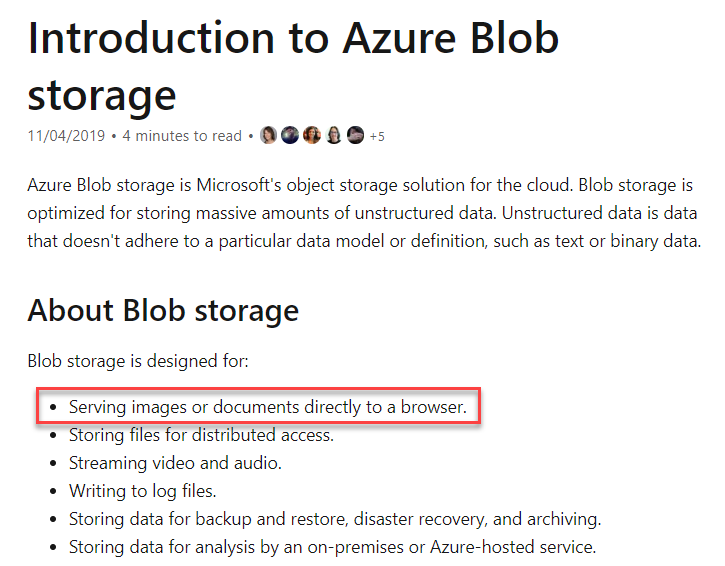 Introduction to Azure Blob
storage
11/04/2019 • 4 minutes to read • +5
Azure Blob storage is Microsoft's object storage solution for the cloud. Blob storage is
optimized for storing massive amounts of unstructured data. Unstructured data is data
that doesn't adhere to a particular data model or definition, such as text or binary data.
About Blob storage
Blob storage is designed for:
• Serving images or documents directly to a browser.
• Storing files for distributed access.
• Streaming video and audio.
• Writing to log files.
• Storing data for backup and restore, disaster recovery, and archiving.
• Storing data for analysis by an on-premises or Azure-hosted service.